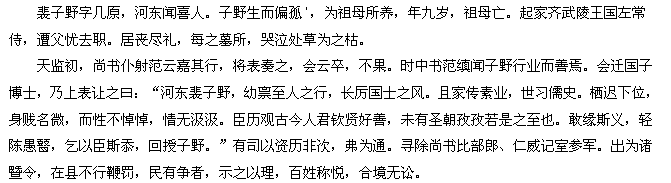 裴子野字几原，河东闻喜人。子野生而偏孤'，为祖母所养，年九岁，祖母亡。起家齐武陵王国左常
侍，遭父忧去职。居丧尽礼，每之墓所，哭泣处草为之枯。
天监初，尚书仆射范云嘉其行，将表奏之，会云卒，不果。时中书范缜闻子野行业而善焉。会迁国子
博士，乃上表让之曰：“河东裴子野，幼禀至人之行，长厉国士之风。且家传素业，世习儒史。栖迟下位，
身贱名微，而性不悼悼，情无汲汲。臣历观古今人君钦贤好善，未有圣朝孜孜若是之至也。敢缘斯义，轻
陈愚瞽，乞以臣斯忝，回授子野。”有司以资历非次，弗为通。寻除尚书比部郎、仁威记室参军。出为诸
暨令，在县不行鞭罚，民有争者，示之以理，百姓称悦，合境无讼。